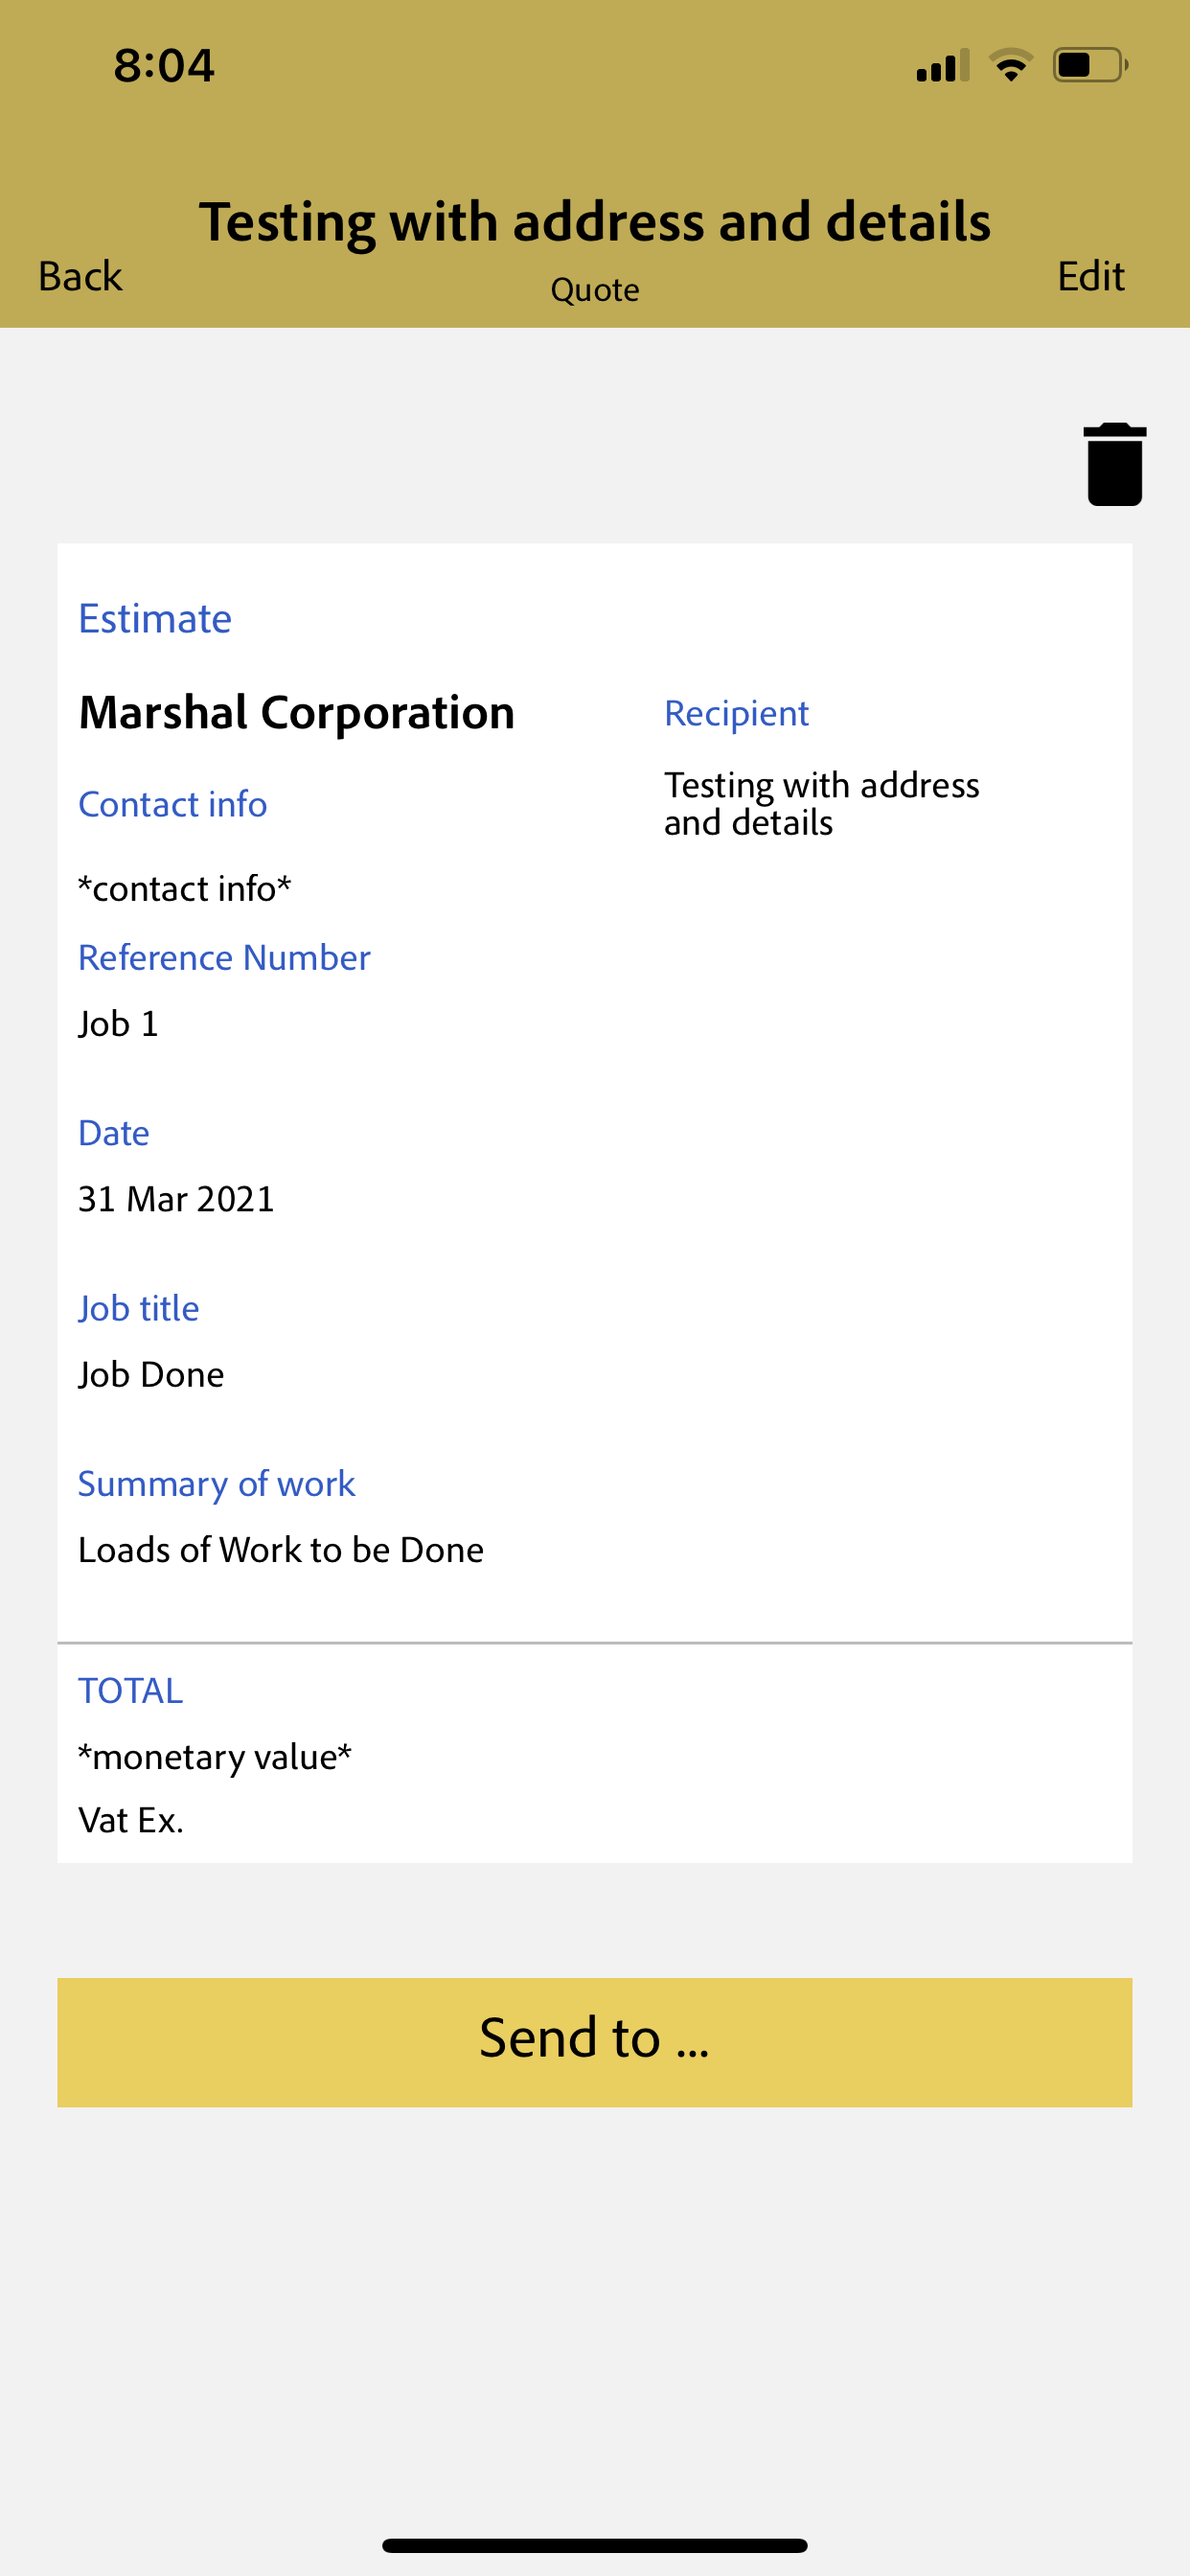 8:04
Testing with address and details
Back
Quote
Edit
Estimate
Marshal Corporation
Recipient
Testing with address
and details
Contact info
*contact info*
Reference Number
Job 1
Date
31 Mar 2021
Job title
Job Done
Summary of work
Loads of Work to be Done
TOTAL
*monetary value*
Vat Ex.
Send to ...